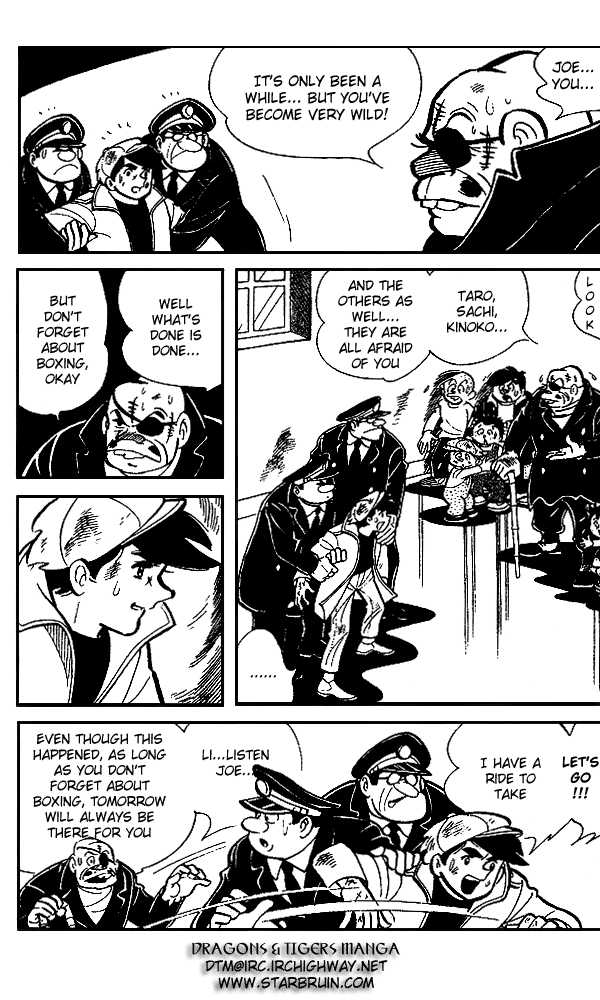 JOE...
YOU...
IT'S ONLY BEEN A
WHILE... BUT YOU'VE
BECOME VERY WILD!
L
O
O
K
TARO,
SACHI,
KINOKO...
AND THE
OTHERS AS
WELL...
THEY ARE
ALL AFRAID
OF YOU
......
WELL
WHAT'S
DONE IS
DONE...
BUT
DON'T
FORGET
ABOUT
BOXING,
OKAY
LET'S
GO
!!!
I HAVE A
RIDE TO
TAKE
LI...LISTEN
JOE...
EVEN THOUGH THIS
HAPPENED, AS LONG
AS YOU DON'T
FORGET ABOUT
BOXING, TOMORROW
WILL ALWAYS BE
THERE FOR YOU
DRAGONS & TIGERS MANGA
DTM@IRC.IRCHIGHWAY.NET
WWW.STARBRUIN.COM